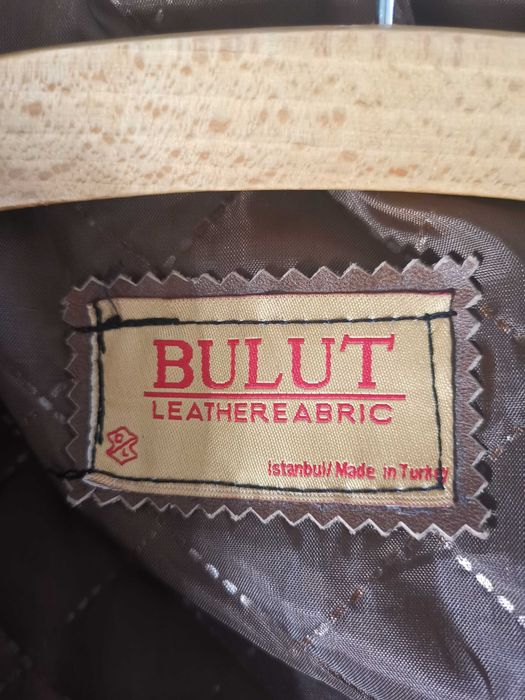 BULUT
LEATHEREABRIC
Istanbul/ Made in Turkey